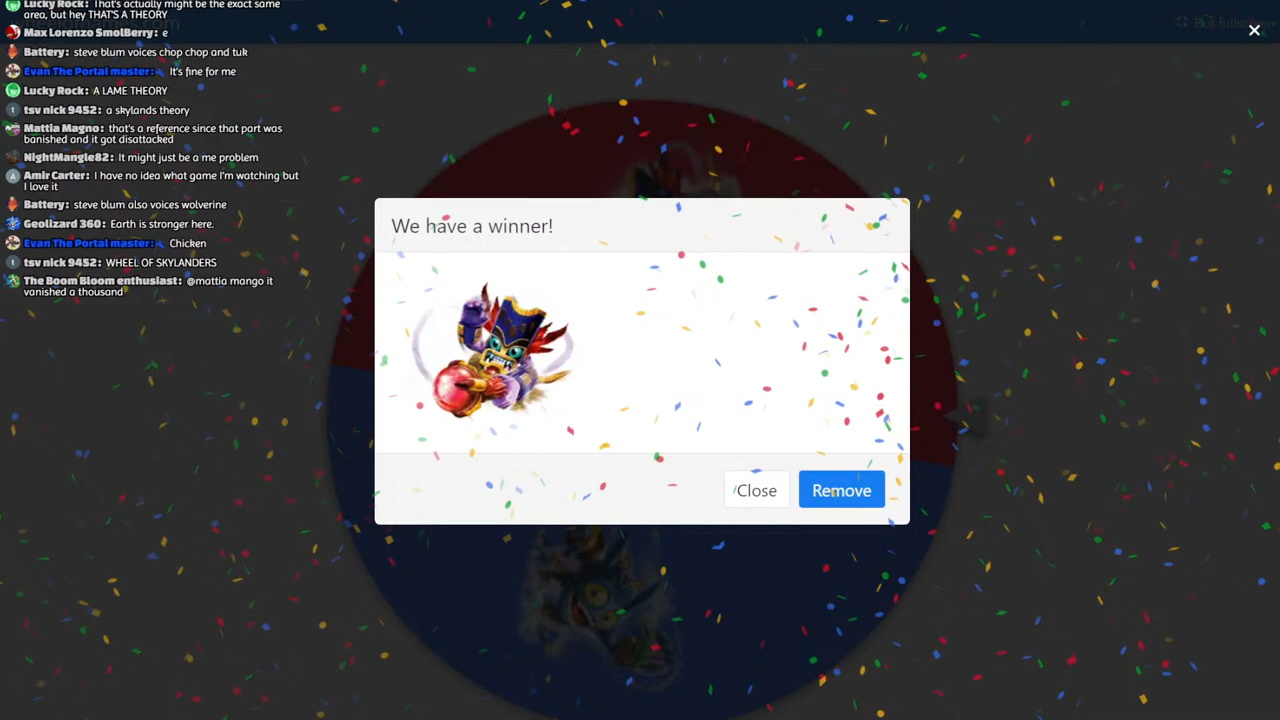 Lucky Rock: That's actually might be the exact same
area, but hey THAT'S A THEORY
Max Lorenzo SmolBerry: e
Battery: steve blum voices chop chop and tuk
Evan The Portal master: It's fine for me
Lucky Rock: A LAME THEORY
t tsv nick 9452: a skylands theory
Mattia Magno: that's a reference since that part was
banished and it got disattacked
NightMangle82: It might just be a me problem
A Amir Carter: I have no idea what game I'm watching but
I love it
Battery: steve blum also voices wolverine
Geolizard 360: Earth is stronger here.
Evan The Portal master: Chicken
t tsv nick 9452: WHEEL OF SKYLANDERS
The Boom Bloom enthusiast: @mattia mango it
vanished a thousand
We have a winner!
Close
Remove